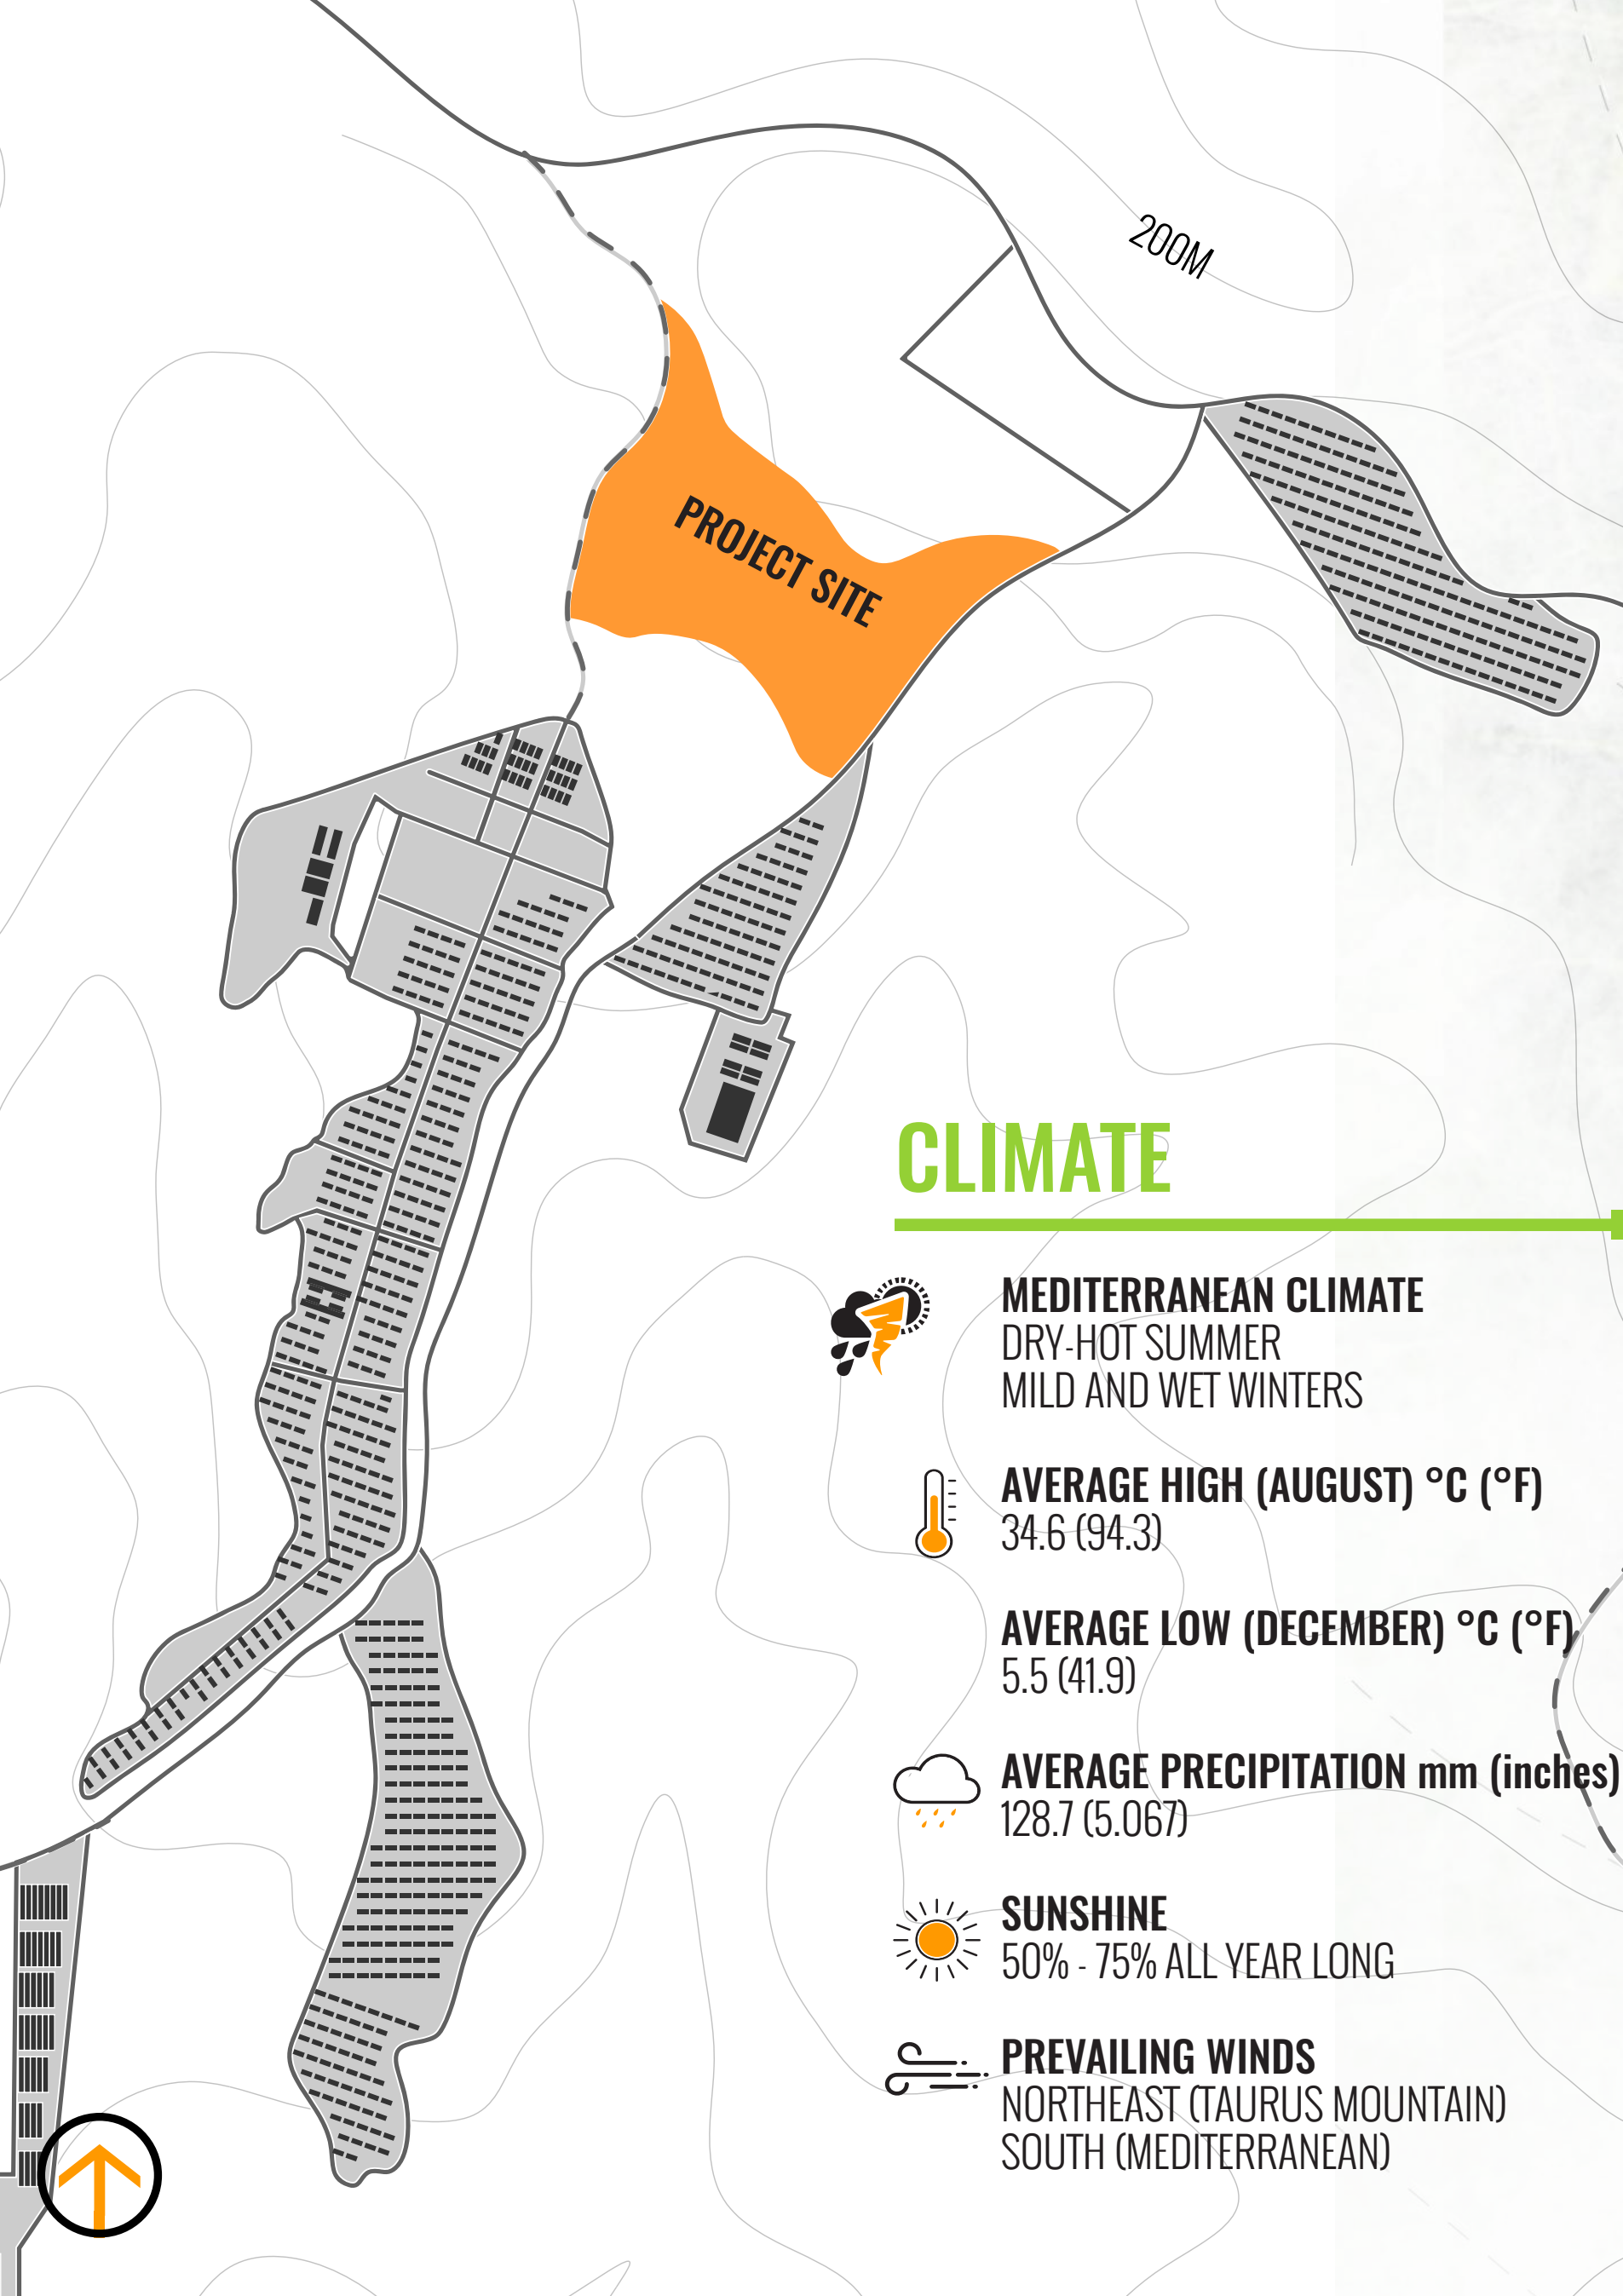 200M
PROJECT SITE
CLIMATE
MEDITERRANEAN CLIMATE
DRY-HOT SUMMER
MILD AND WET WINTERS
AVERAGE HIGH (AUGUST) °C (°F)
34.6 (94.3)
AVERAGE LOW (DECEMBER) °C (°F)
5.5 (41.9)
AVERAGE PRECIPITATION mm (inches)
128.7 (5.067)
SUNSHINE
50% - 75% ALL YEAR LONG
PREVAILING WINDS
NORTHEAST (TAURUS MOUNTAIN)
SOUTH (MEDITERRANEAN)